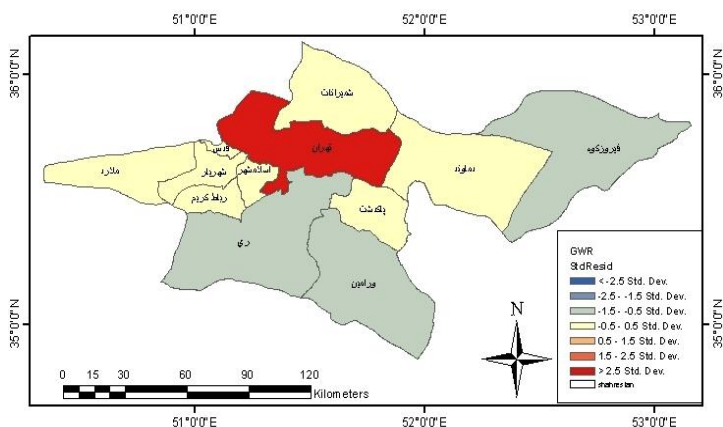 51°0'0"E
52°0'0"E
53°0'0"E
36°0'0"N
36°0'0"N
شمیرانات
تهران
فیروزکوه
دماوند
قدس
ملارد
شهریار
اسلامشهر
رباط کریم
پاکدشت
ری
ورامین
35°0'0"N
35°0'0"N
GWR
StdResid
<-2.5 Std. Dev.
-2.5 - -1.5 Std. Dev.
-1.5 - -0.5 Std. Dev.
-0.5 - 0.5 Std. Dev.
0.5 - 1.5 Std. Dev.
1.5 - 2.5 Std. Dev.
> 2.5 Std. Dev.
shahrestan
N
0 15 30 60 90 120
Kilometers
51°0'0"E
52°0'0"E
53°0'0"E